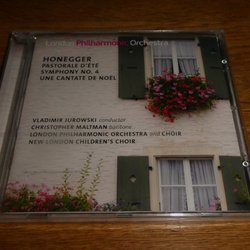 London Philharmonic Orchestra
HONEGGER
PASTORALE D'ÉTÉ
SYMPHONY NO. 4
UNE CANTATE DE NOËL
VLADIMIR JUROWSKI conductor
CHRISTOPHER MALTMAN baritone
LONDON PHILHARMONIC ORCHESTRA and CHOIR
NEW LONDON CHILDREN'S CHOIR